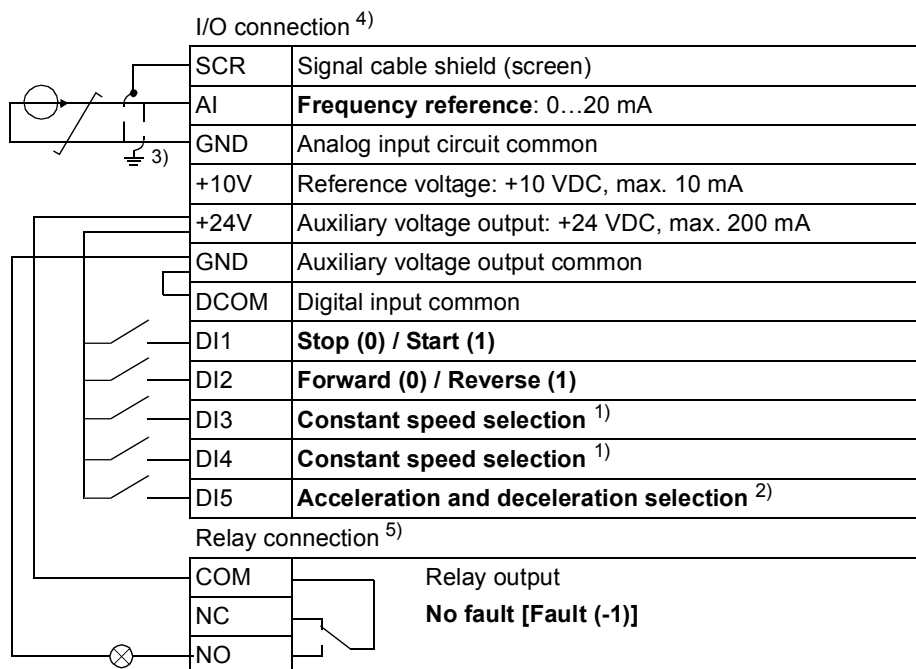 I/O connection 4)
SCR Signal cable shield (screen)
AI Frequency reference: 0…20 mA
GND Analog input circuit common
3)
+10V Reference voltage: +10 VDC, max. 10 mA
+24V Auxiliary voltage output: +24 VDC, max. 200 mA
GND Auxiliary voltage output common
DCOM Digital input common
DI1 Stop (0) / Start (1)
DI2 Forward (0) / Reverse (1)
DI3 Constant speed selection 1)
DI4 Constant speed selection 1)
DI5 Acceleration and deceleration selection 2)
Relay connection 5)
COM Relay output
NC No fault [Fault (-1)]
NO